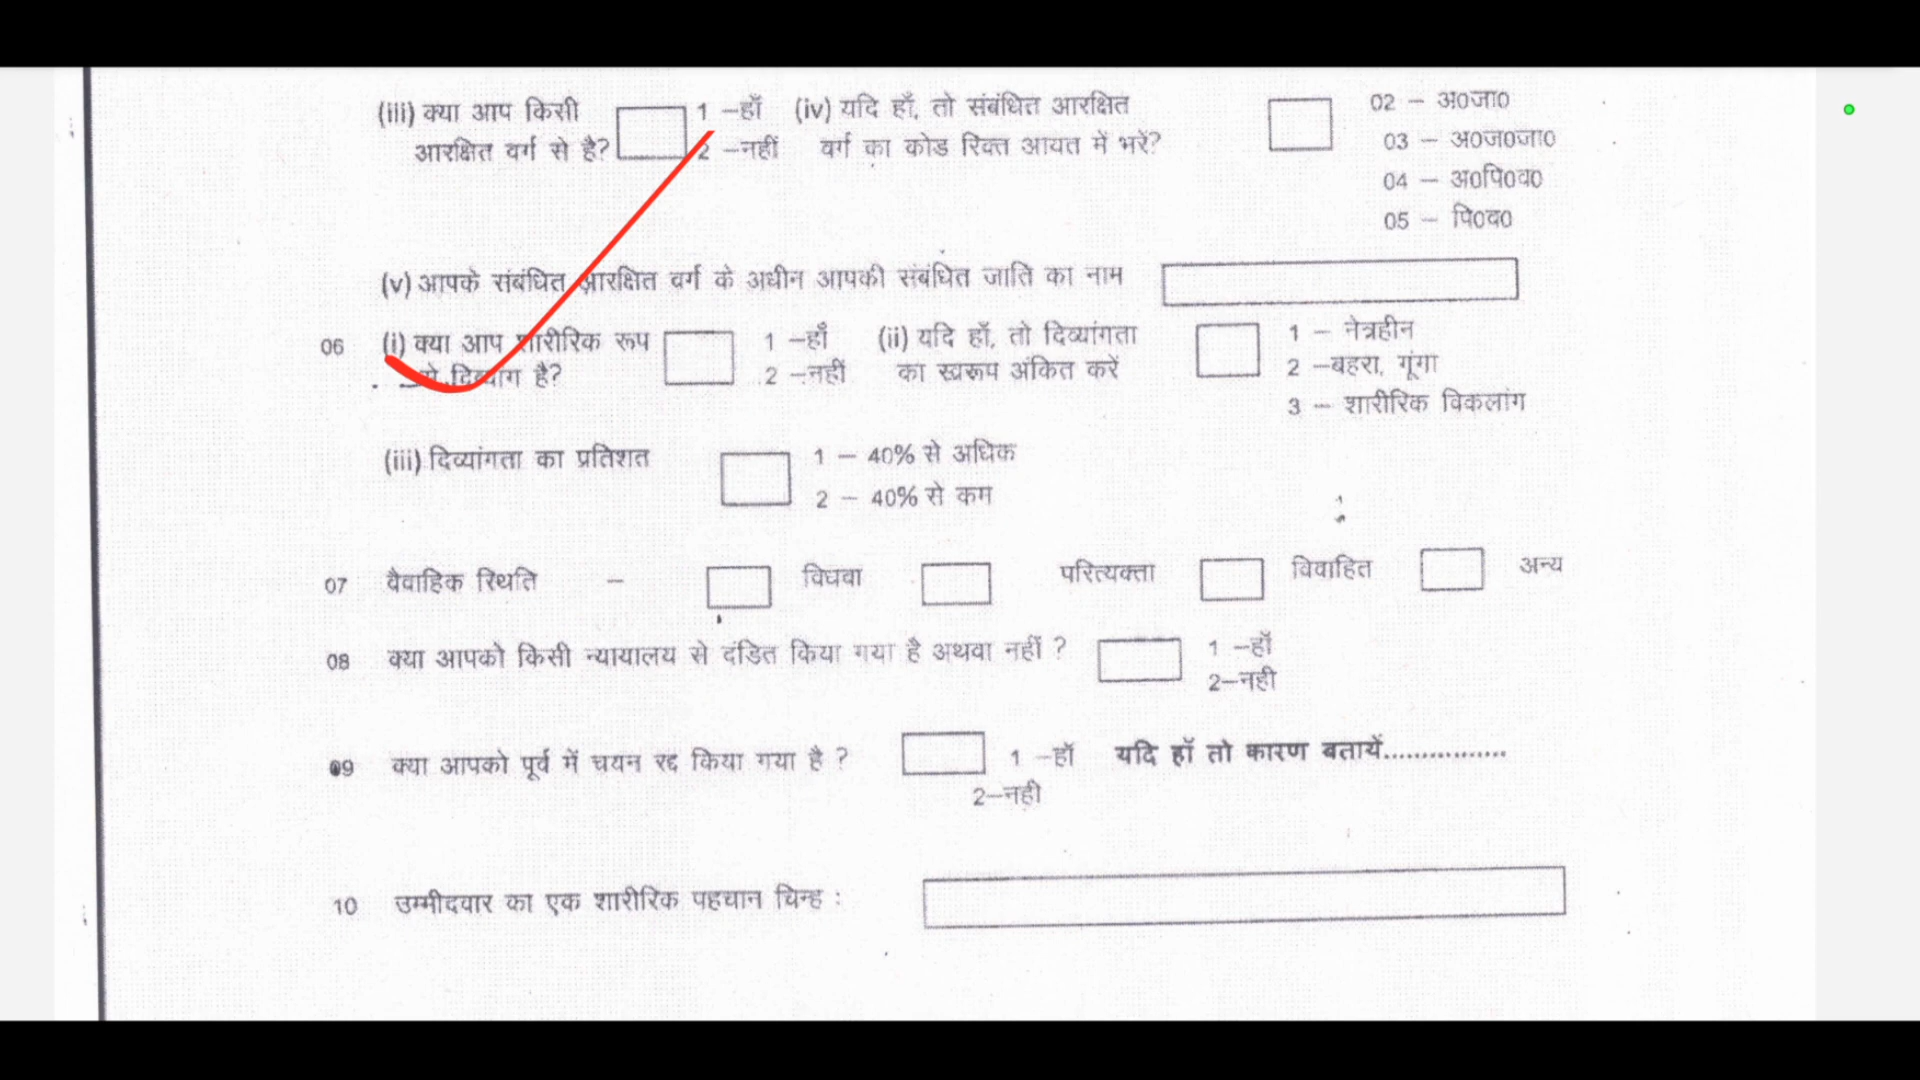 (iii) क्या आप किसी 1 –हाँ (iv) यदि हाँ, तो संबंधित आरक्षित 02 – अ0जा0
आरक्षित वर्ग से है? 2 –नहीं वर्ग का कोड रिक्त आयत में भरें? 03 – अ0ज0जा0
04 – अ0पि0व0
05 – पि0व0
(v) आपके संबंधित आरक्षित वर्ग के अधीन आपकी संबंधित जाति का नाम
06 (i) क्या आप शारीरिक रूप 1 –हाँ (ii) यदि हाँ, तो दिव्यांगता 1 – नेत्रहीन
से दिव्यांग है? 2 –नहीं का स्वरूप अंकित करें 2 –बहरा, गूंगा
3 – शारीरिक विकलांग
(iii) दिव्यांगता का प्रतिशत 1 – 40% से अधिक
2 – 40% से कम
07 वैवाहिक स्थिति – विधवा परित्यक्ता विवाहित अन्य
08 क्या आपको किसी न्यायालय से दंडित किया गया है अथवा नहीं ? 1 –हॉ
2–नही
09 क्या आपको पूर्व में चयन रद्द किया गया है ? 1 –हॉ यदि हॉ तो कारण बतायें................
2–नही
10 उम्मीदवार का एक शारीरिक पहचान चिन्ह :